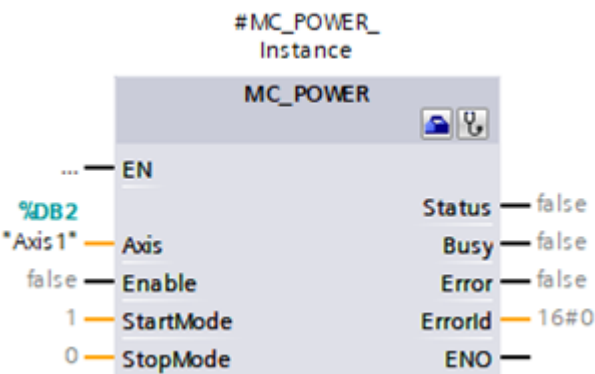 #MC_POWER_
Instance
MC_POWER
... EN
%DB2
Status false
"Axis1" Axis Busy false
false Enable Error false
1 StartMode ErrorId 16#0
0 StopMode ENO